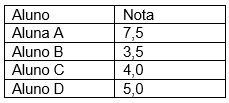 Aluno Nota
Aluna A 7,5
Aluno B 3,5
Aluno C 4,0
Aluno D 5,0